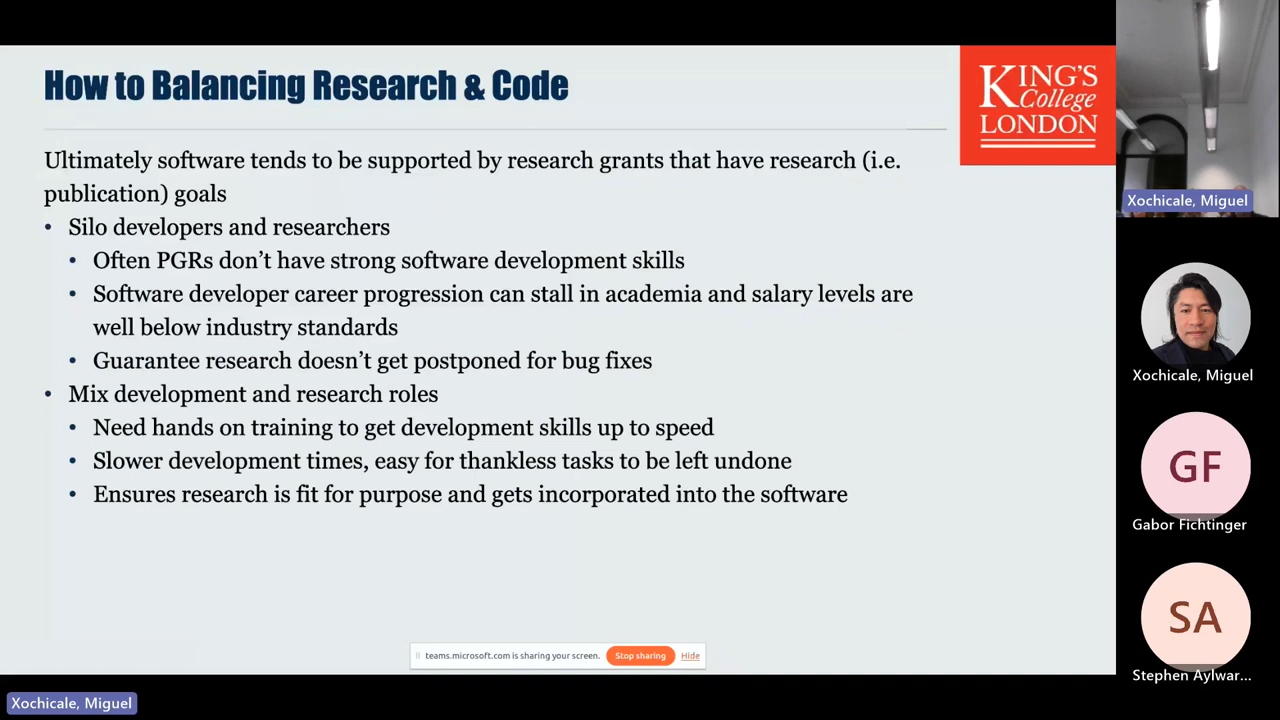 How to Balancing Research & Code
KING'S
College
LONDON
Ultimately software tends to be supported by research grants that have research (i.e.
publication) goals
• Silo developers and researchers
• Often PGRs don't have strong software development skills
• Software developer career progression can stall in academia and salary levels are
well below industry standards
• Guarantee research doesn't get postponed for bug fixes
• Mix development and research roles
• Need hands on training to get development skills up to speed
• Slower development times, easy for thankless tasks to be left undone
• Ensures research is fit for purpose and gets incorporated into the software
teams.microsoft.com is sharing your screen. Stop sharing Hide
Xochicale, Miguel
Xochicale, Miguel
Xochicale, Miguel
GF
Gabor Fichtinger
SA
Stephen Aylwar...